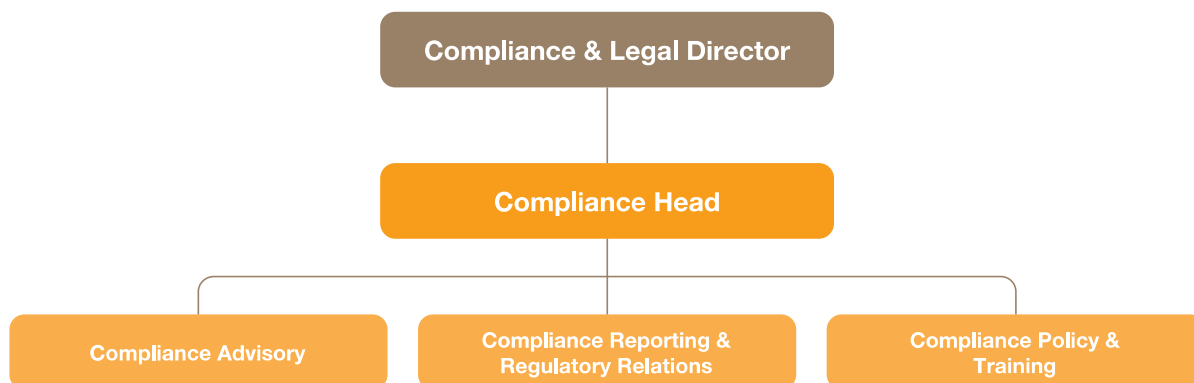 Compliance & Legal Director
Compliance Head
Compliance Advisory
Compliance Reporting &
Regulatory Relations
Compliance Policy &
Training